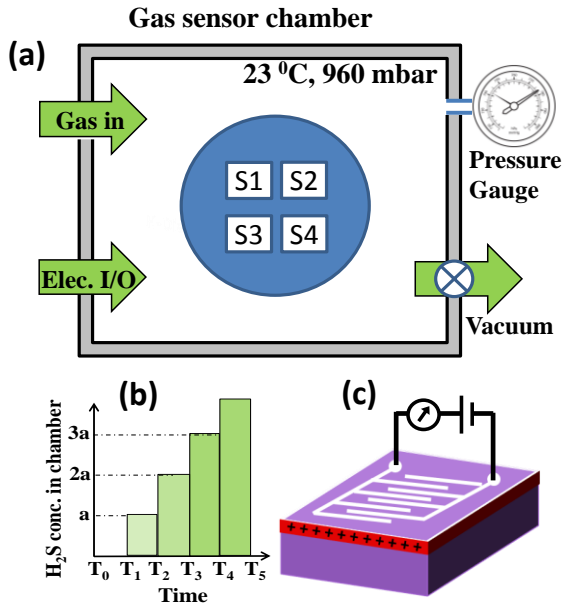 Gas sensor chamber
(a)
23 ⁰C, 960 mbar
Gas in
Pressure
Gauge
S1 S2
S3 S4
Elec. I/O
Vacuum
(b)
H₂S conc. in chamber
3a
2a
a
T₀ T₁ T₂ T₃ T₄ T₅
Time
(c)
+ + + + + + + + + + +